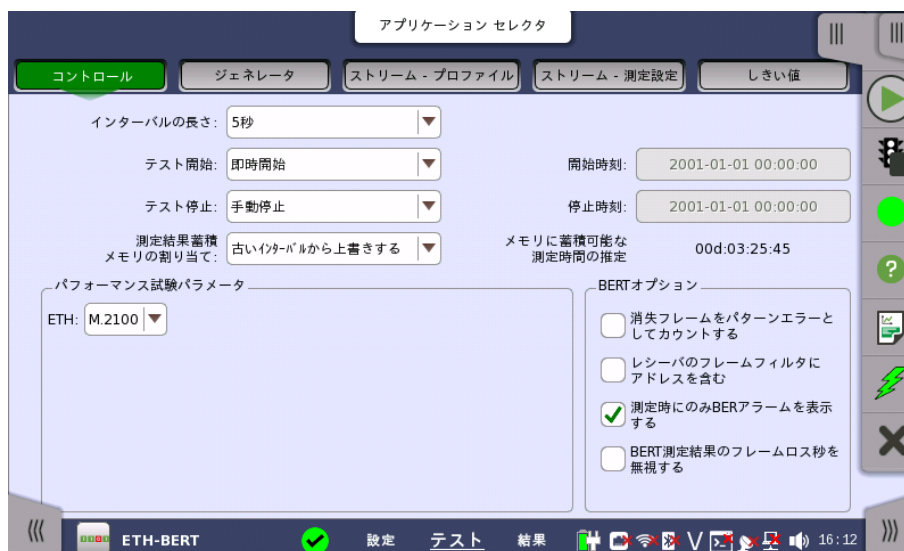 アプリケーション セレクタ
コントロール
ジェネレータ
ストリーム - プロファイル
ストリーム - 測定設定
しきい値
インターバルの長さ: 5秒
テスト開始: 即時開始
開始時刻: 2001-01-01 00:00:00
テスト停止: 手動停止
停止時刻: 2001-01-01 00:00:00
測定結果蓄積
メモリの割り当て:
古いインターバルから上書きする
メモリに蓄積可能な
測定時間の推定
00d:03:25:45
パフォーマンス試験パラメータ
ETH: M.2100
BERTオプション
消失フレームをパターンエラーと
してカウントする
レシーバのフレームフィルタに
アドレスを含む
測定時にのみBERアラームを表示
する
BERT測定結果のフレームロス秒を
無視する
ETH-BERT
設定
テスト
結果
16:12